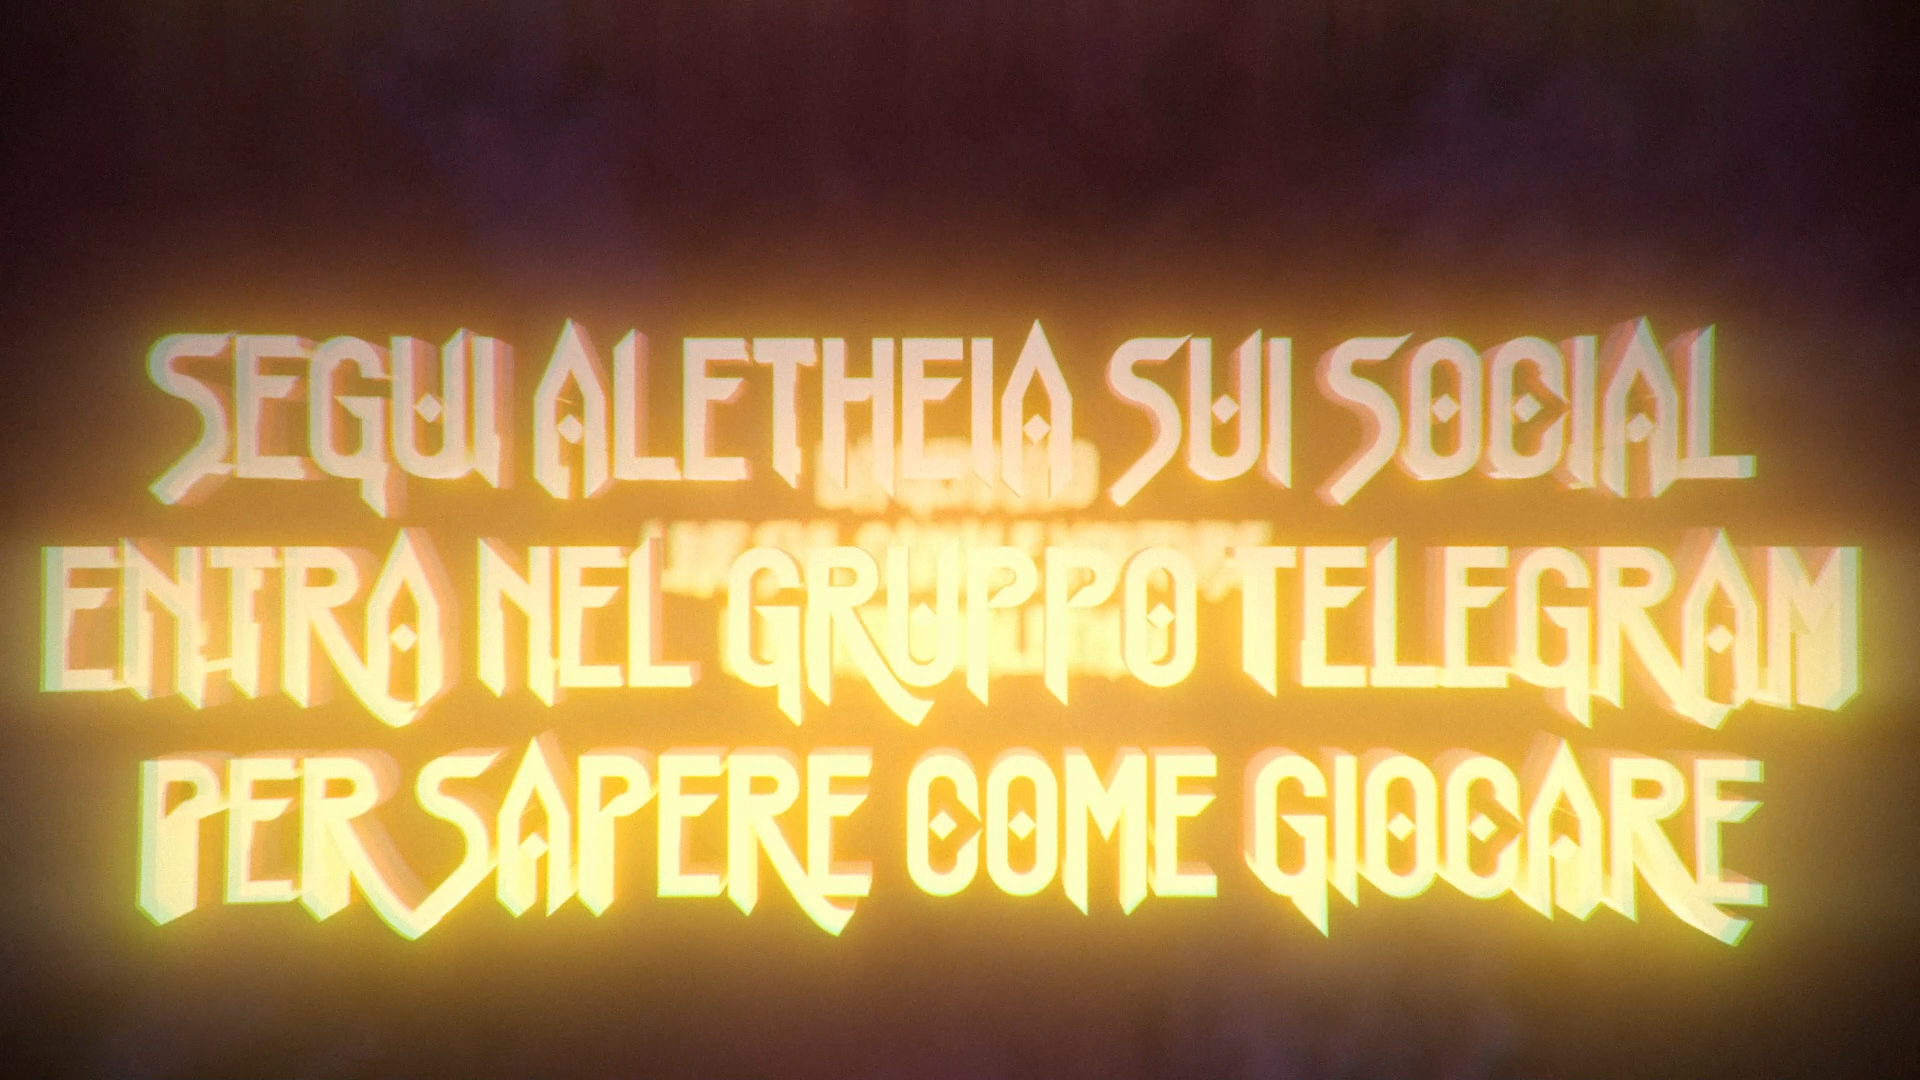 SEGUI ALETHEIA SUI SOCIAL
ENTRA NEL GRUPPO TELEGRAM
PER SAPERE COME GIOCARE